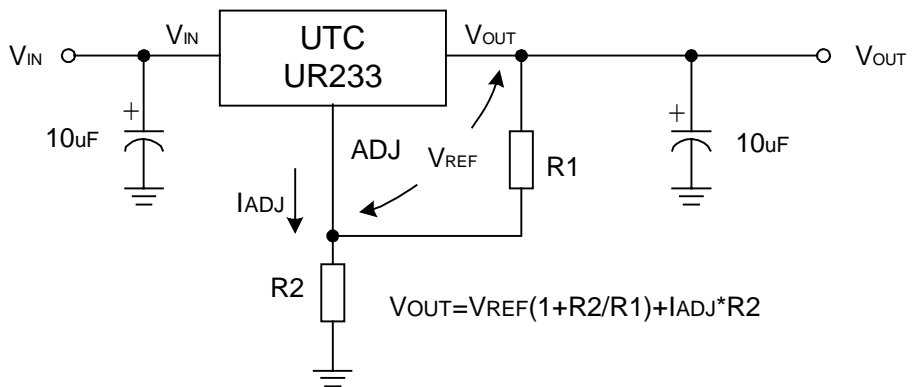 VIN
VIN
UTC
UR233
VOUT
VOUT
+
10uF
ADJ
VREF
R1
+
10uF
IADJ
R2
VOUT=VREF(1+R2/R1)+IADJ*R2